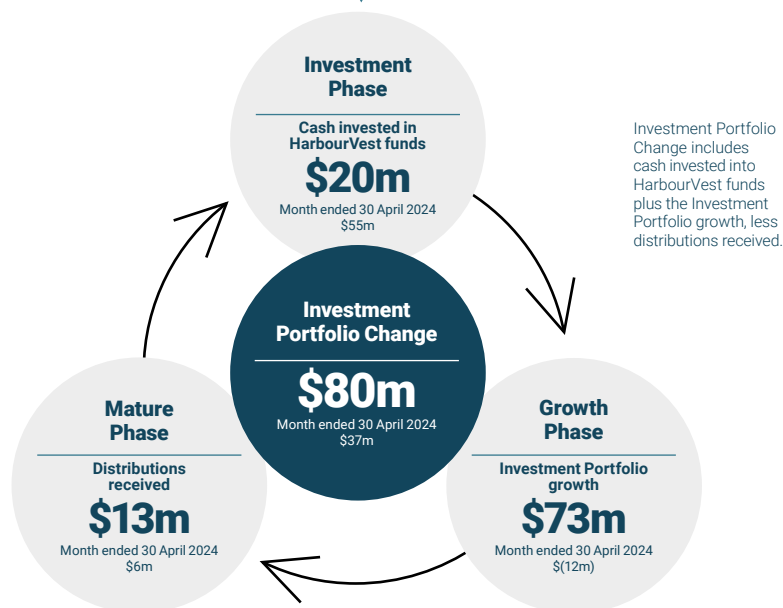 Investment
Phase
Cash invested in
HarbourVest funds
$20m
Month ended 30 April 2024
$55m
Investment Portfolio
Change includes
cash invested into
HarbourVest funds
plus the Investment
Portfolio growth, less
distributions received.
Investment
Portfolio Change
$80m
Month ended 30 April 2024
$37m
Mature
Phase
Distributions
received
$13m
Month ended 30 April 2024
$6m
Growth
Phase
Investment Portfolio
growth
$73m
Month ended 30 April 2024
$(12m)